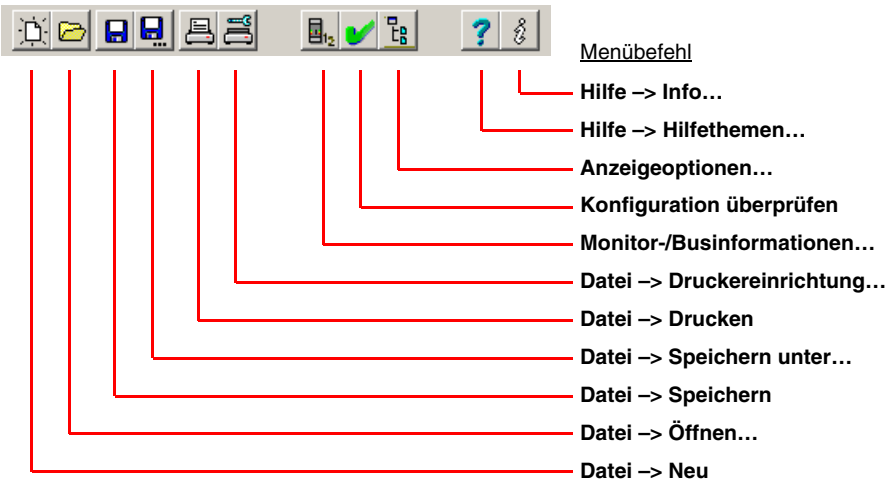 12
Menübefehl
Hilfe –> Info…
Hilfe –> Hilfethemen…
Anzeigeoptionen…
Konfiguration überprüfen
Monitor-/Businformationen…
Datei –> Druckereinrichtung…
Datei –> Drucken
Datei –> Speichern unter…
Datei –> Speichern
Datei –> Öffnen…
Datei –> Neu